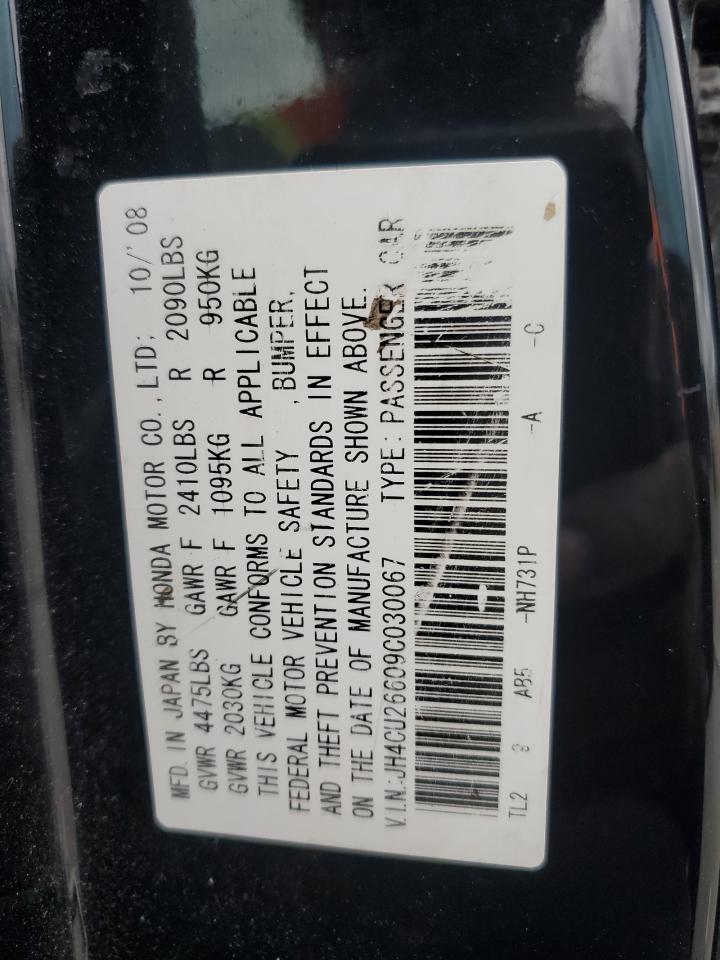 MFD. IN JAPAN BY HONDA MOTOR CO., LTD; 10/'08
GVWR 4475LBS GAWR F 2410LBS R 2090LBS
GVWR 2030KG GAWR F 1095KG R 950KG
THIS VEHICLE CONFORMS TO ALL APPLICABLE
FEDERAL MOTOR VEHICLE SAFETY , BUMPER,
AND THEFT PREVENTION STANDARDS IN EFFECT
ON THE DATE OF MANUFACTURE SHOWN ABOVE.
V.I.N.:JH4CU26609C030067 TYPE: PASSENGER CAR
TL2 AB5 -NH731P -A -C